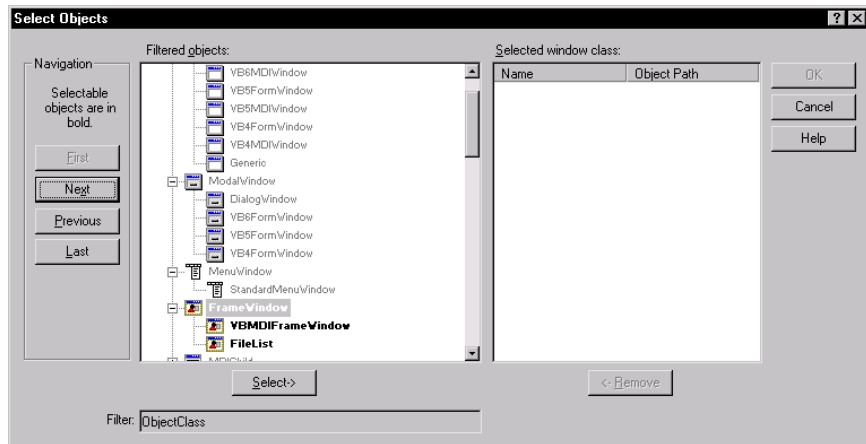 Select Objects
Navigation
Selectable
objects are in
bold.
First
Next
Previous
Last
Filtered objects:
VB6MDIWindow
VB5FormWindow
VB5MDIWindow
VB4FormWindow
VB4MDIWindow
Generic
ModalWindow
DialogWindow
VB6FormWindow
VB5FormWindow
VB4FormWindow
MenuWindow
StandardMenuWindow
FrameWindow
VBMDIFrameWindow
FileList
MDIChild
Select->
Filter: ObjectClass
Selected window class:
Name Object Path
<- Remove
OK
Cancel
Help